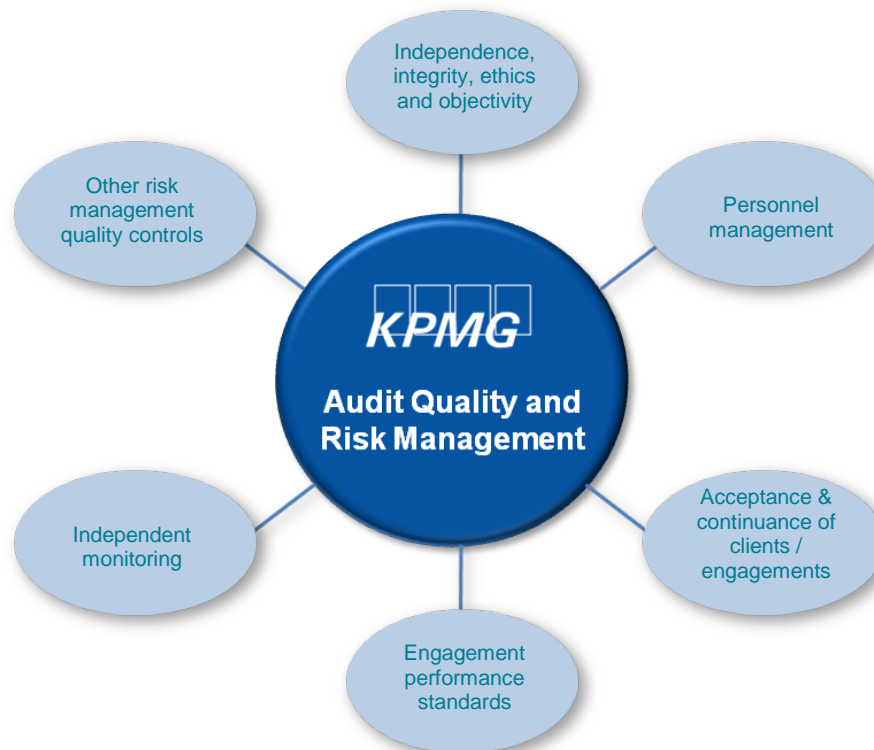 Independence,
integrity, ethics
and objectivity
Other risk
management
quality controls
Personnel
management
KPMG
Audit Quality and
Risk Management
Independent
monitoring
Acceptance &
continuance of
clients /
engagements
Engagement
performance
standards